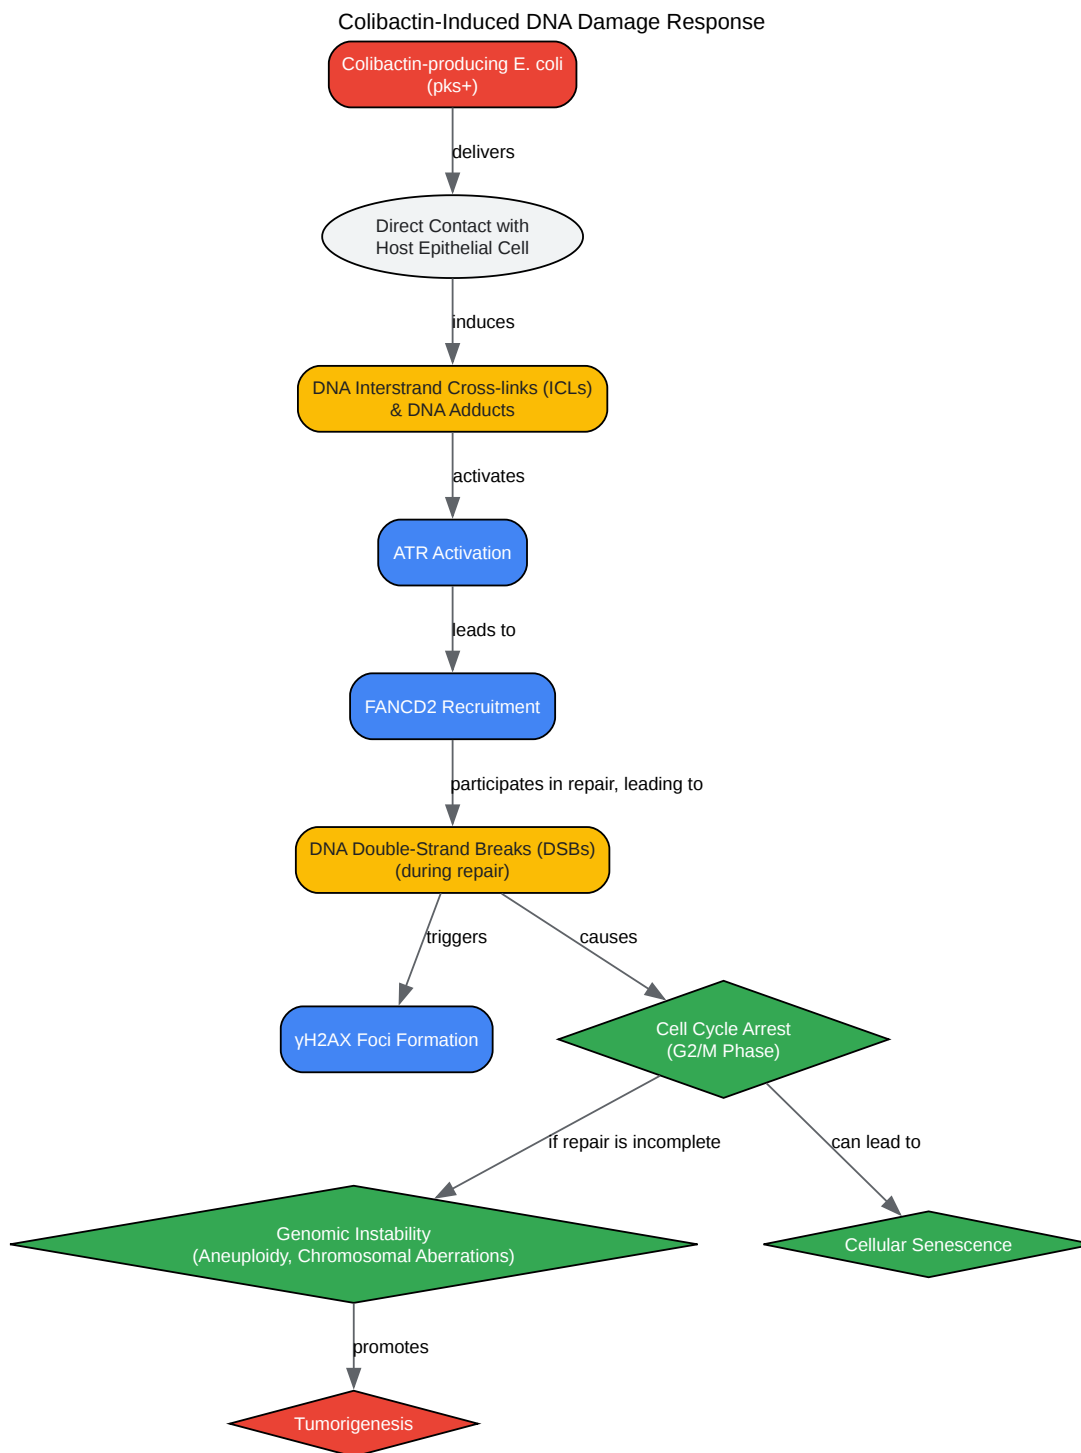 Colibactin-Induced DNA Damage Response
Colibactin-producing E. coli
(pks+)
delivers
Direct Contact with
Host Epithelial Cell
induces
DNA Interstrand Cross-links (ICLs)
& DNA Adducts
activates
ATR Activation
leads to
FANCD2 Recruitment
participates in repair, leading to
DNA Double-Strand Breaks (DSBs)
(during repair)
triggers
causes
γH2AX Foci Formation
Cell Cycle Arrest
(G2/M Phase)
if repair is incomplete
can lead to
Genomic Instability
(Aneuploidy, Chromosomal Aberrations)
Cellular Senescence
promotes
Tumorigenesis